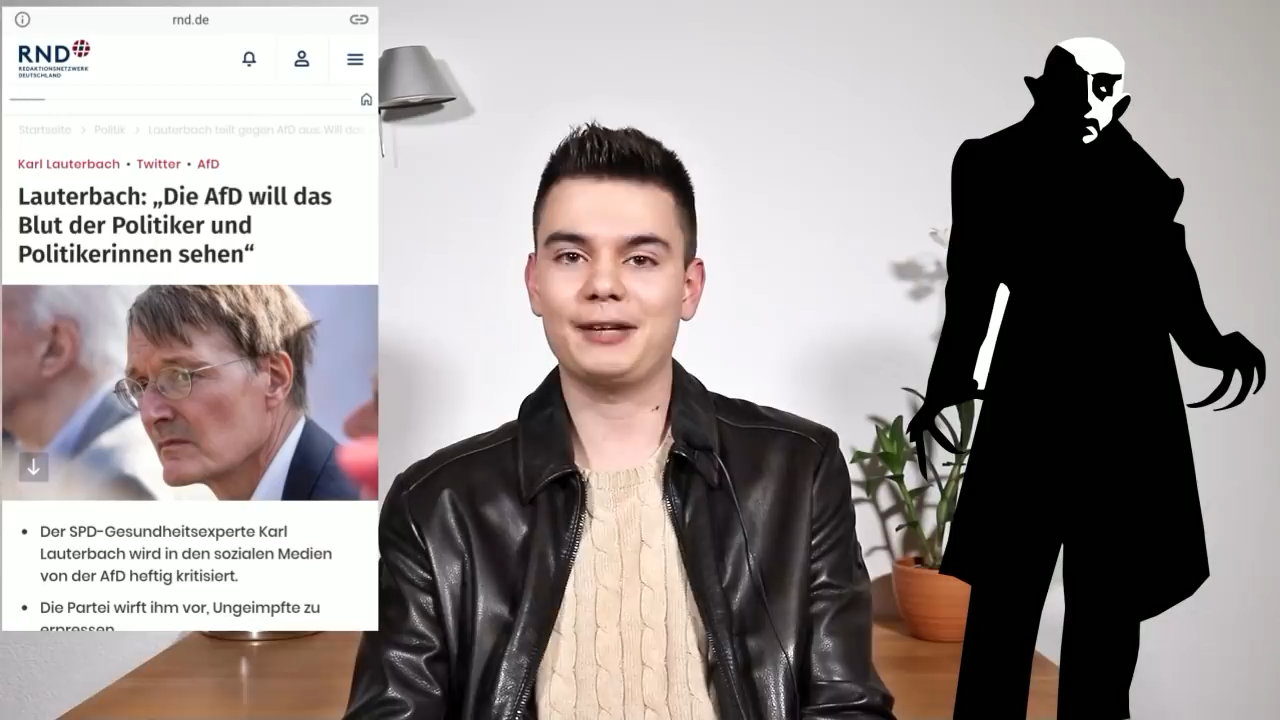 rnd.de
RND
REDAKTIONSNETZWERK
DEUTSCHLAND
Startseite > Politik > Lauterbach teilt gegen AfD aus: Will das
Karl Lauterbach • Twitter • AfD
Lauterbach: „Die AfD will das
Blut der Politiker und
Politikerinnen sehen“
• Der SPD-Gesundheitsexperte Karl
Lauterbach wird in den sozialen Medien
von der AfD heftig kritisiert.
• Die Partei wirft ihm vor, Ungeimpfte zu
erpressen